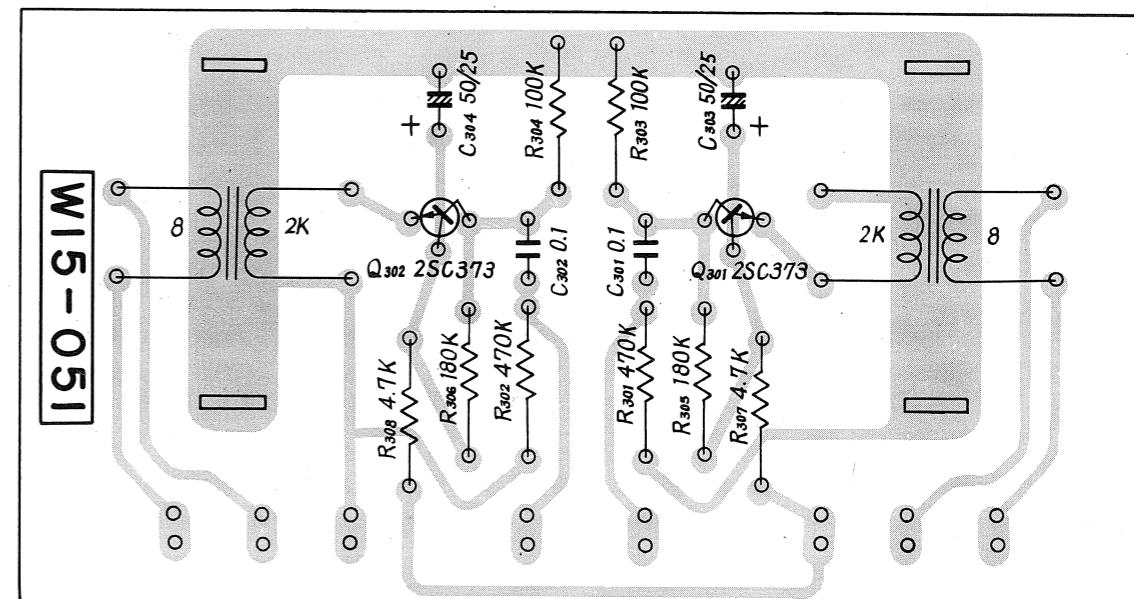 W15-051
8
2K
C304 50/25
+
R304 100K
R303 100K
C303 50/25
+
2K
8
Q302 2SC373
C302 0.1
C301 0.1
Q301 2SC373
R308 4.7K
R306 180K
R302 470K
R301 470K
R305 180K
R307 4.7K